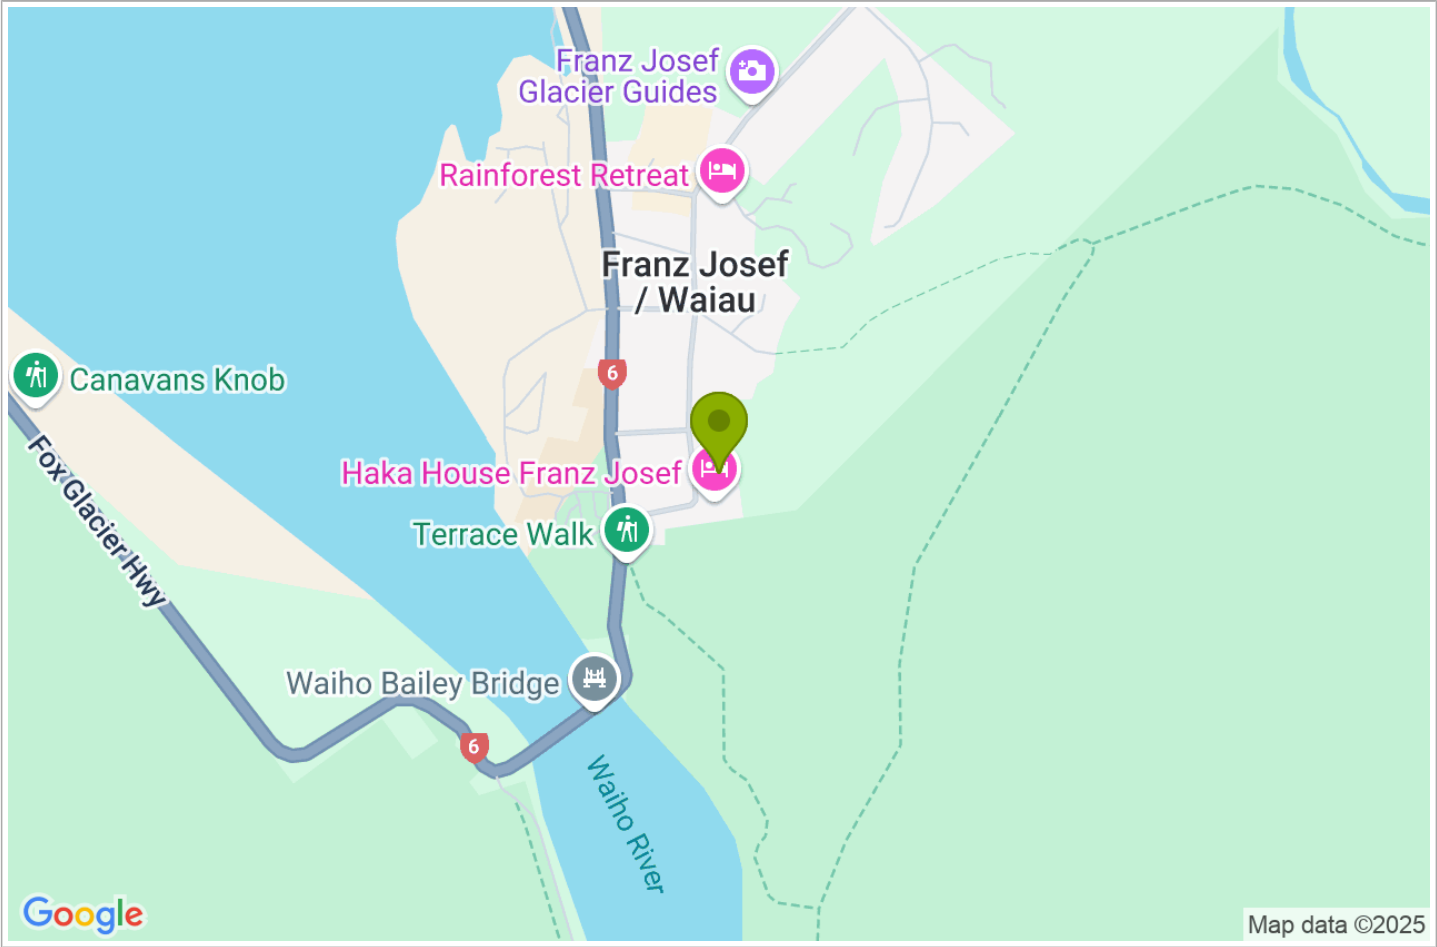 Franz Josef
Glacier Guides
Rainforest Retreat
Franz Josef
/ Waiau
6
Canavans Knob
Fox Glacier Hwy
Haka House Franz Josef
Terrace Walk
Waiho Bailey Bridge
6
Waiho River
Google
Map data ©2025